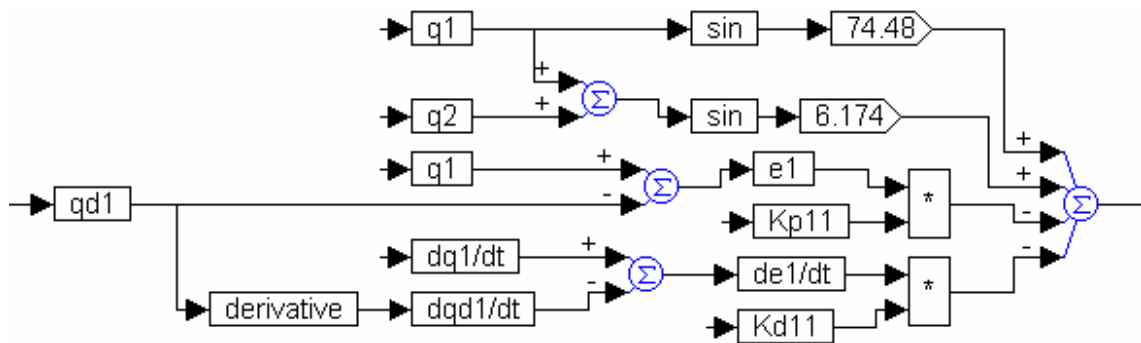 q1 sin 74.48
+
+ Σ
q2 sin 6.174
q1 + +
qd1 - Σ e1 * + Σ
Kp11 -
dq1/dt + -
Σ de1/dt *
derivative dqd1/dt -
Kd11